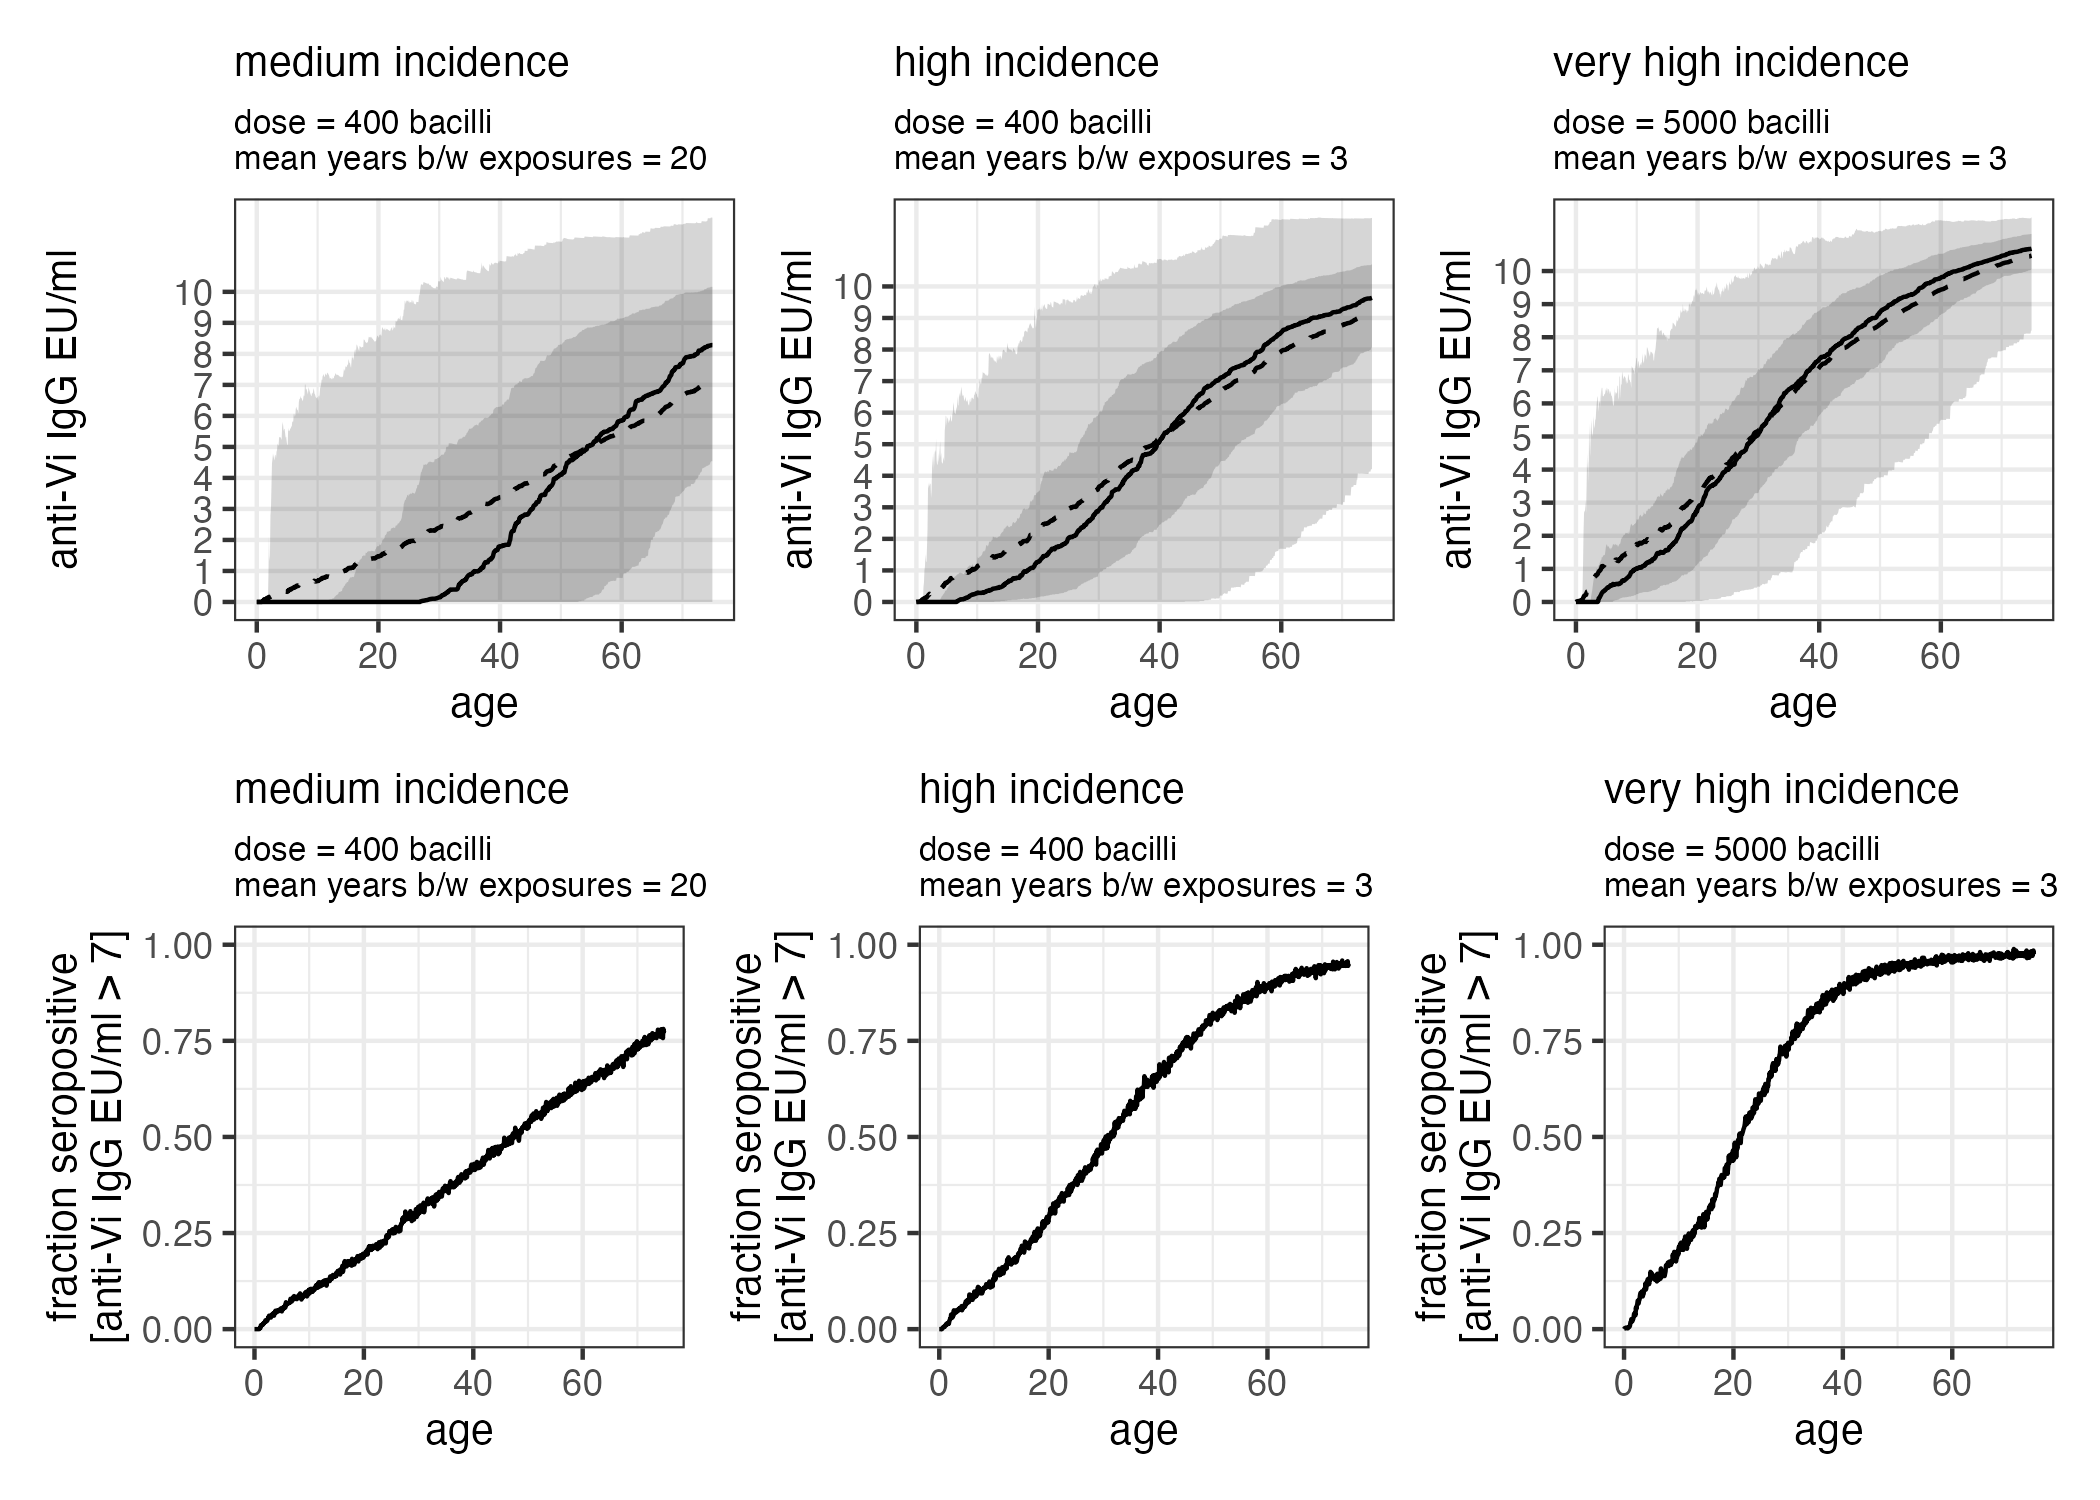 medium incidence
dose = 400 bacilli
mean years b/w exposures = 20
anti-Vi IgG EU/ml
10
9
8
7
6
5
4
3
2
1
0
0 20 40 60
age
high incidence
dose = 400 bacilli
mean years b/w exposures = 3
anti-Vi IgG EU/ml
10
9
8
7
6
5
4
3
2
1
0
0 20 40 60
age
very high incidence
dose = 5000 bacilli
mean years b/w exposures = 3
anti-Vi IgG EU/ml
10
9
8
7
6
5
4
3
2
1
0
0 20 40 60
age
medium incidence
dose = 400 bacilli
mean years b/w exposures = 20
fraction seropositive
[anti-Vi IgG EU/ml > 7]
1.00
0.75
0.50
0.25
0.00
0 20 40 60
age
high incidence
dose = 400 bacilli
mean years b/w exposures = 3
fraction seropositive
[anti-Vi IgG EU/ml > 7]
1.00
0.75
0.50
0.25
0.00
0 20 40 60
age
very high incidence
dose = 5000 bacilli
mean years b/w exposures = 3
fraction seropositive
[anti-Vi IgG EU/ml > 7]
1.00
0.75
0.50
0.25
0.00
0 20 40 60
age